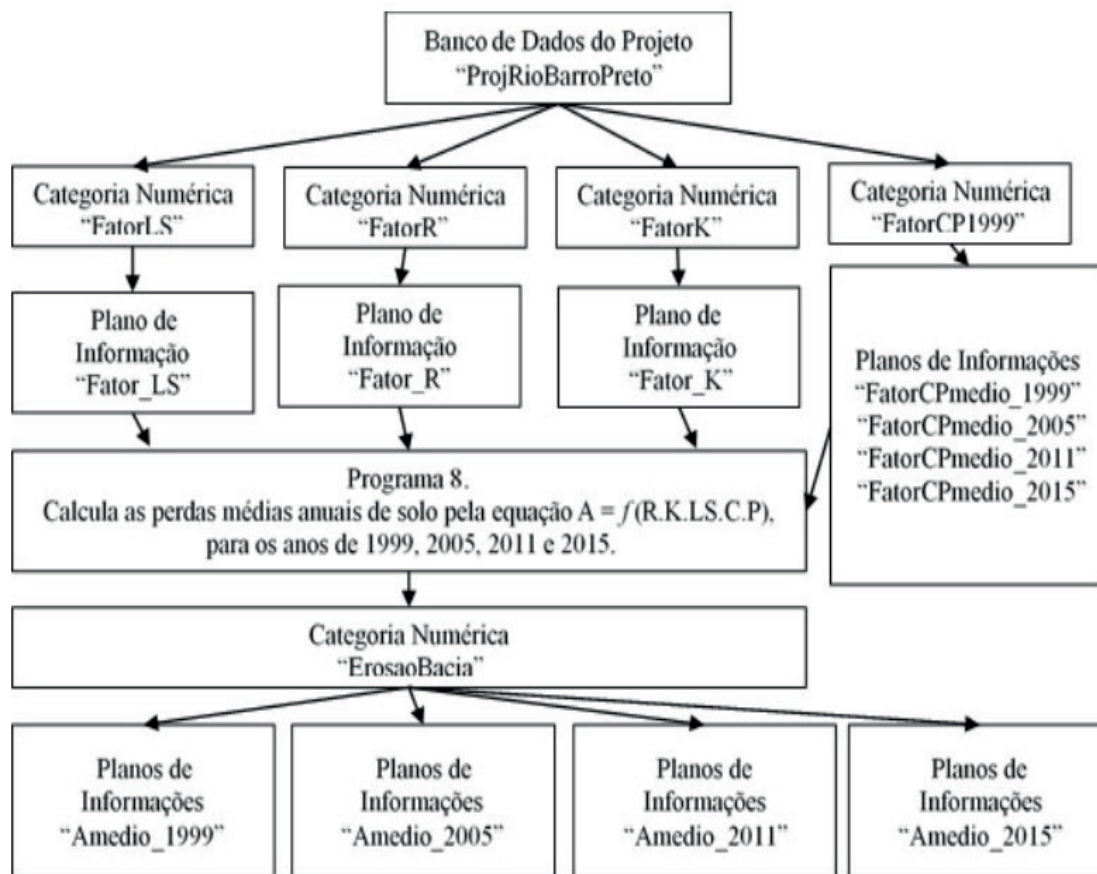 Banco de Dados do Projeto
“ProjRioBarroPreto”
Categoria Numérica
“FatorLS”
Categoria Numérica
“FatorR”
Categoria Numérica
“FatorK”
Categoria Numérica
“FatorCP1999”
Plano de
Informação
“Fator_LS”
Plano de
Informação
“Fator_R”
Plano de
Informação
“Fator_K”
Planos de Informações
“FatorCPmedio_1999”
“FatorCPmedio_2005”
“FatorCPmedio_2011”
“FatorCPmedio_2015”
Programa 8.
Calcula as perdas médias anuais de solo pela equação A = f(R.K.LS.C.P),
para os anos de 1999, 2005, 2011 e 2015.
Categoria Numérica
“ErosaoBacia”
Planos de
Informações
“Amedio_1999”
Planos de
Informações
“Amedio_2005”
Planos de
Informações
“Amedio_2011”
Planos de
Informações
“Amedio_2015”